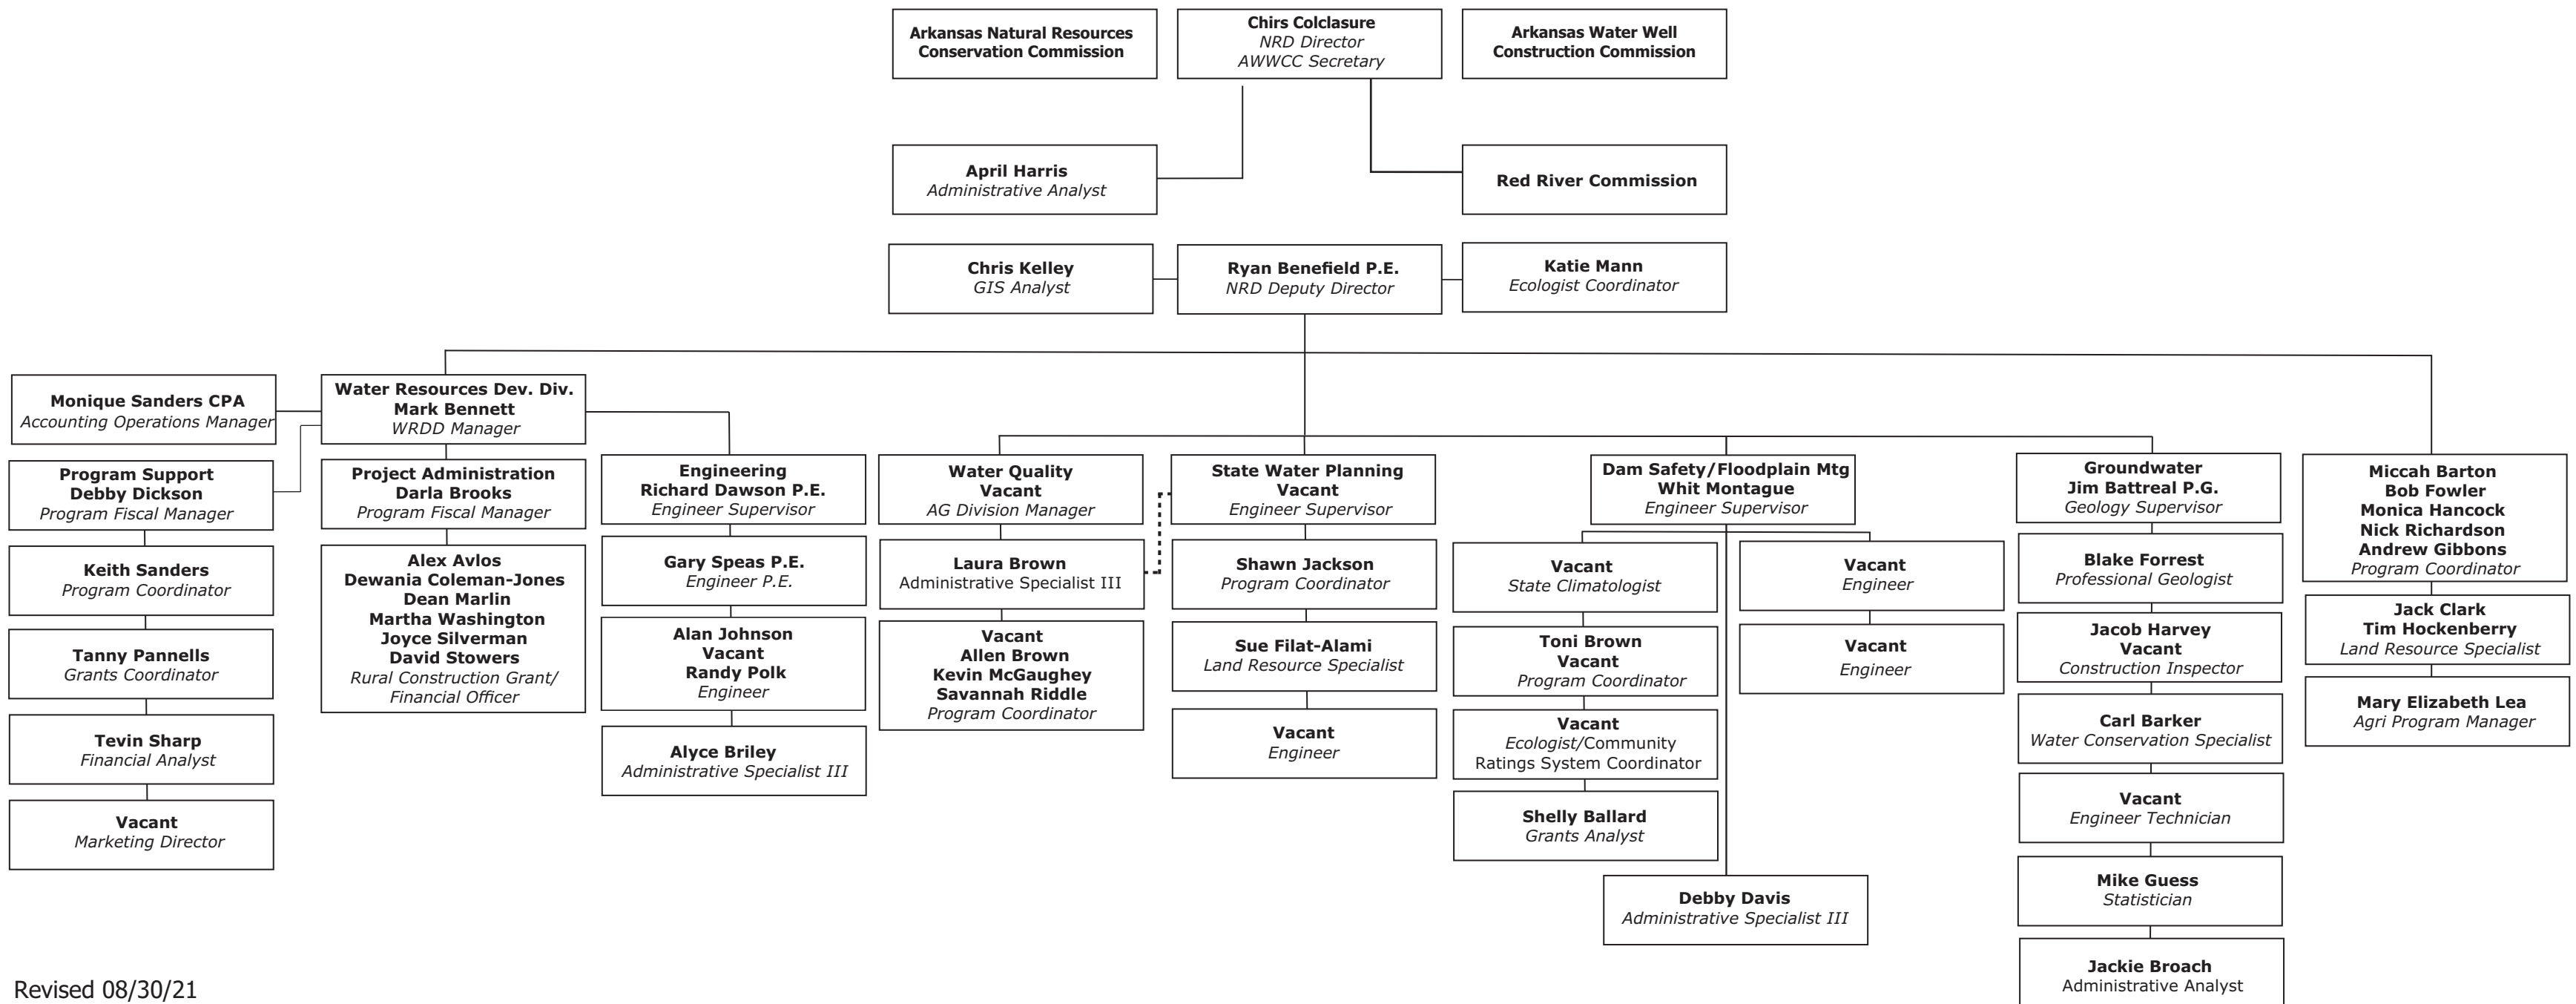 Arkansas Natural Resources
Conservation Commission
Chirs Colclasure
NRD Director
AWWCC Secretary
Arkansas Water Well
Construction Commission
April Harris
Administrative Analyst
Red River Commission
Chris Kelley
GIS Analyst
Ryan Benefield P.E.
NRD Deputy Director
Katie Mann
Ecologist Coordinator
Monique Sanders CPA
Accounting Operations Manager
Water Resources Dev. Div.
Mark Bennett
WRDD Manager
Program Support
Debby Dickson
Program Fiscal Manager
Keith Sanders
Program Coordinator
Tanny Pannells
Grants Coordinator
Tevin Sharp
Financial Analyst
Vacant
Marketing Director
Project Administration
Darla Brooks
Program Fiscal Manager
Alex Avlos
Dewania Coleman-Jones
Dean Marlin
Martha Washington
Joyce Silverman
David Stowers
Rural Construction Grant/
Financial Officer
Engineering
Richard Dawson P.E.
Engineer Supervisor
Gary Speas P.E.
Engineer P.E.
Alan Johnson
Vacant
Randy Polk
Engineer
Alyce Briley
Administrative Specialist III
Water Quality
Vacant
AG Division Manager
Laura Brown
Administrative Specialist III
Vacant
Allen Brown
Kevin McGaughey
Savannah Riddle
Program Coordinator
State Water Planning
Vacant
Engineer Supervisor
Shawn Jackson
Program Coordinator
Sue Filat-Alami
Land Resource Specialist
Vacant
Engineer
Dam Safety/Floodplain Mtg
Whit Montague
Engineer Supervisor
Vacant
State Climatologist
Toni Brown
Vacant
Program Coordinator
Vacant
Ecologist/Community
Ratings System Coordinator
Shelly Ballard
Grants Analyst
Vacant
Engineer
Vacant
Engineer
Debby Davis
Administrative Specialist III
Groundwater
Jim Battreal P.G.
Geology Supervisor
Blake Forrest
Professional Geologist
Jacob Harvey
Vacant
Construction Inspector
Carl Barker
Water Conservation Specialist
Vacant
Engineer Technician
Mike Guess
Statistician
Jackie Broach
Administrative Analyst
Miccah Barton
Bob Fowler
Monica Hancock
Nick Richardson
Andrew Gibbons
Program Coordinator
Jack Clark
Tim Hockenberry
Land Resource Specialist
Mary Elizabeth Lea
Agri Program Manager
Revised 08/30/21